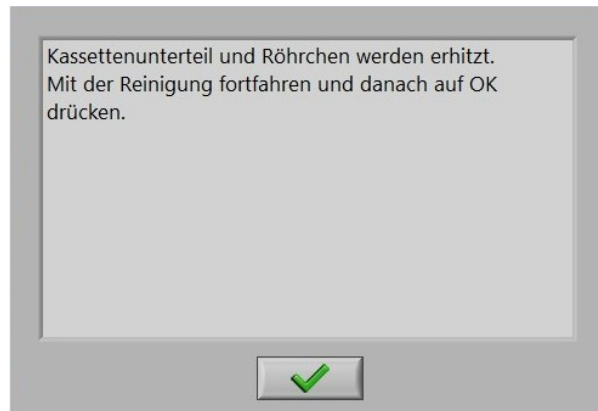 Kassettenunterteil und Röhrchen werden erhitzt.
Mit der Reinigung fortfahren und danach auf OK
drücken.